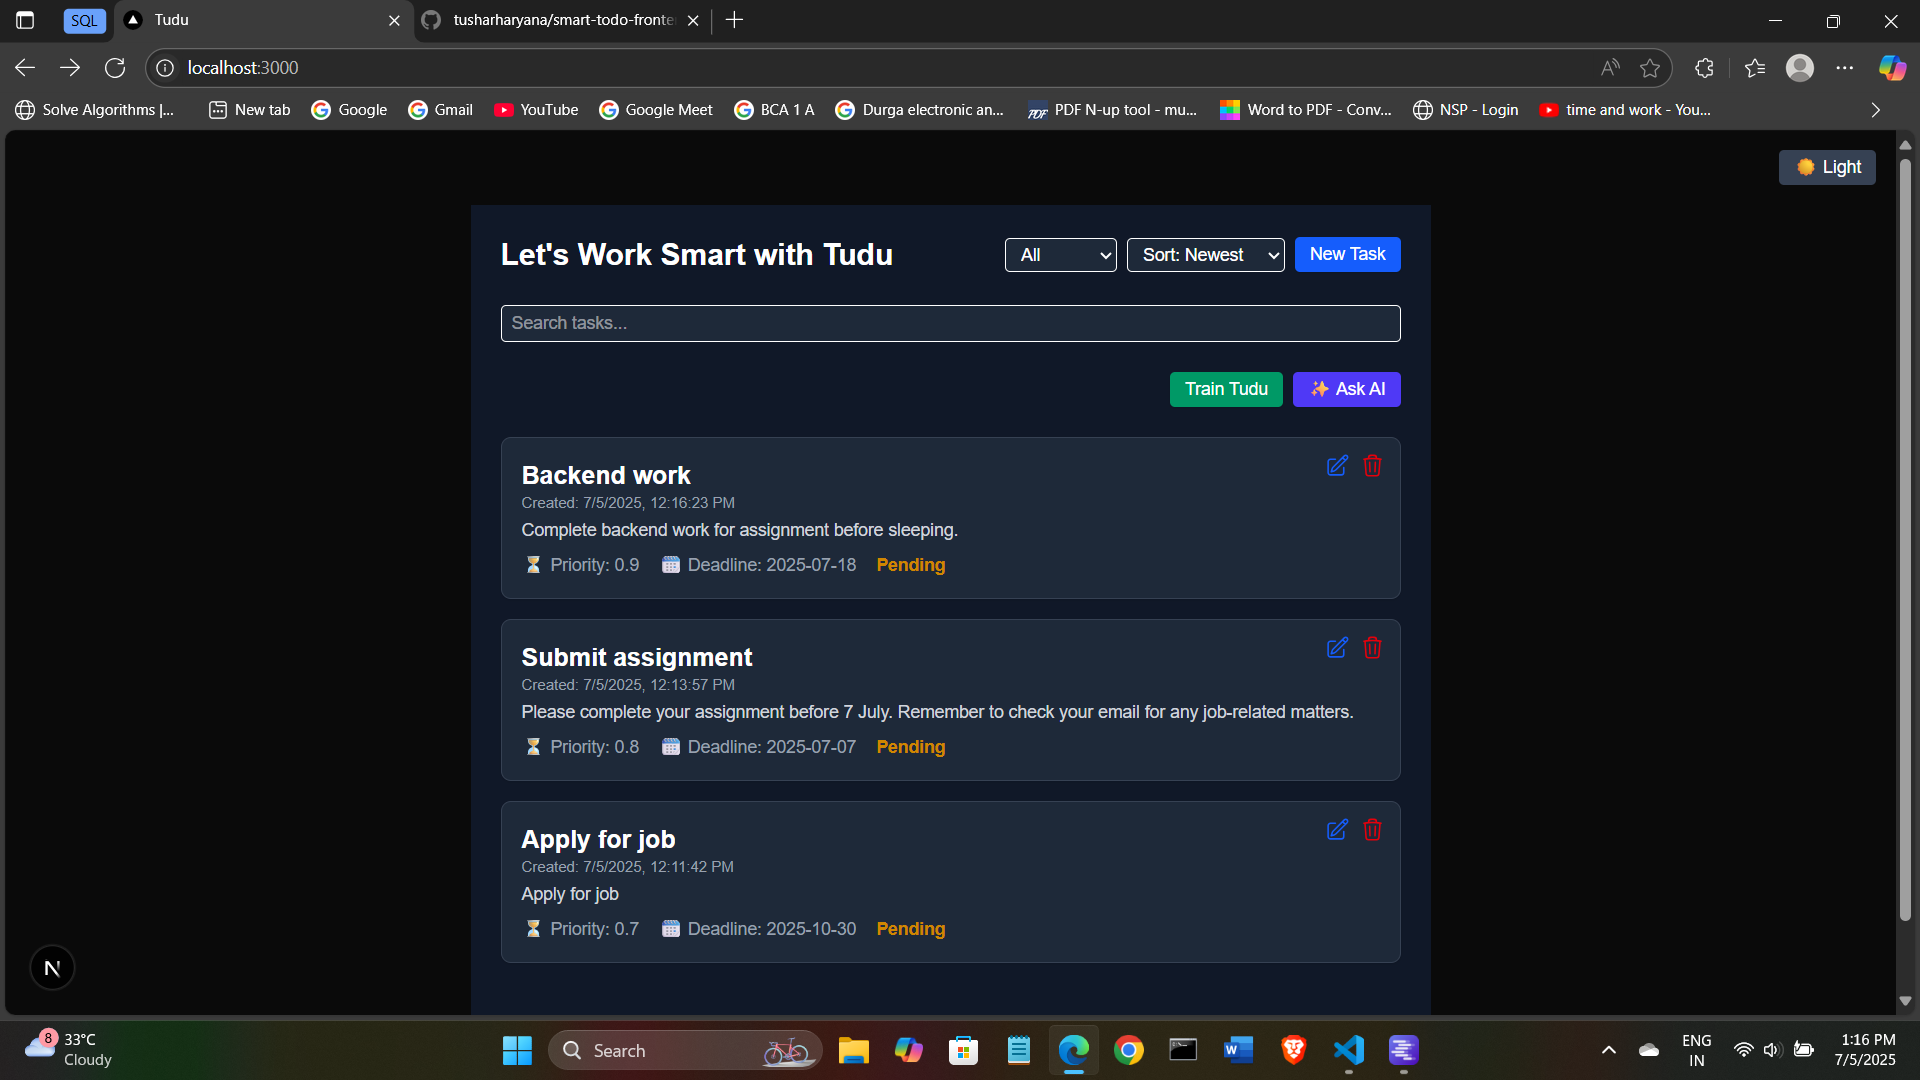 SQL
Tudu
tusharharyana/smart-todo-fronte
localhost:3000
Solve Algorithms |...
New tab
Google
Gmail
YouTube
Google Meet
BCA 1 A
Durga electronic an...
PDF N-up tool - mu...
Word to PDF - Conv...
NSP - Login
time and work - You...
Light
Let's Work Smart with Tudu
All
Sort: Newest
New Task
Search tasks...
Train Tudu
✨ Ask AI
Backend work
Created: 7/5/2025, 12:16:23 PM
Complete backend work for assignment before sleeping.
⏳ Priority: 0.9 🗓️ Deadline: 2025-07-18 Pending
Submit assignment
Created: 7/5/2025, 12:13:57 PM
Please complete your assignment before 7 July. Remember to check your email for any job-related matters.
⏳ Priority: 0.8 🗓️ Deadline: 2025-07-07 Pending
Apply for job
Created: 7/5/2025, 12:11:42 PM
Apply for job
⏳ Priority: 0.7 🗓️ Deadline: 2025-10-30 Pending
N
8
33°C
Cloudy
Search
ENG
IN
1:16 PM
7/5/2025